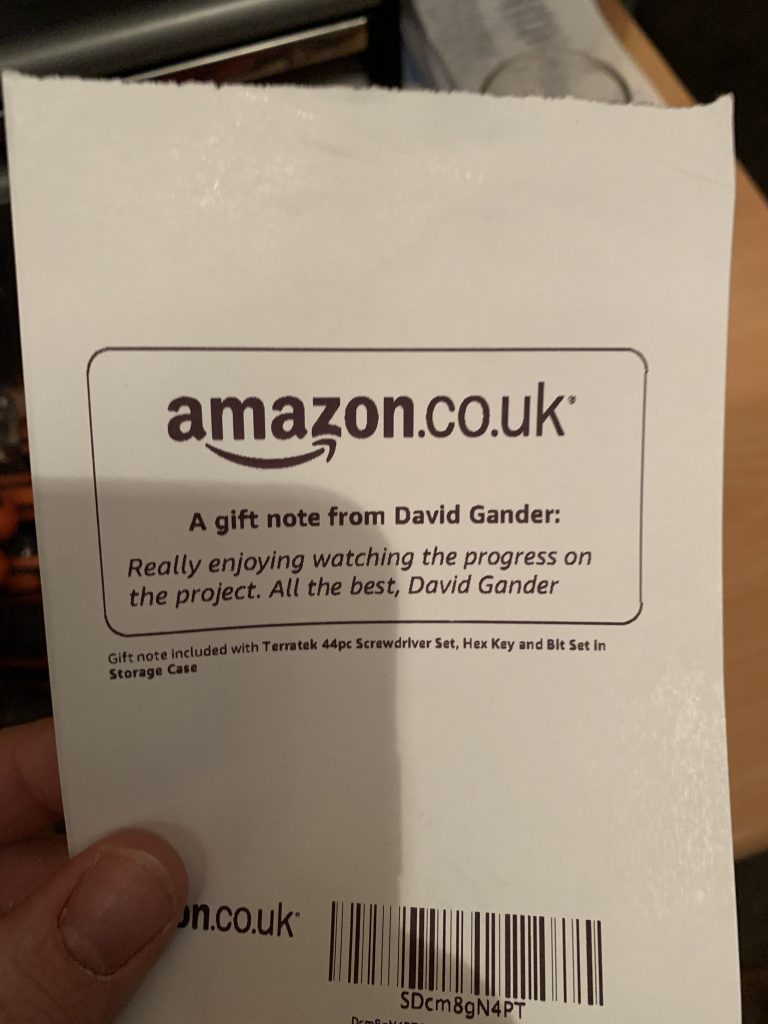 amazon.co.uk
A gift note from David Gander:
Really enjoying watching the progress on
the project. All the best, David Gander
Gift note included with Terratek 44pc Screwdriver Set, Hex Key and Bit Set in
Storage Case
on.co.uk
SDcm8gN4PT